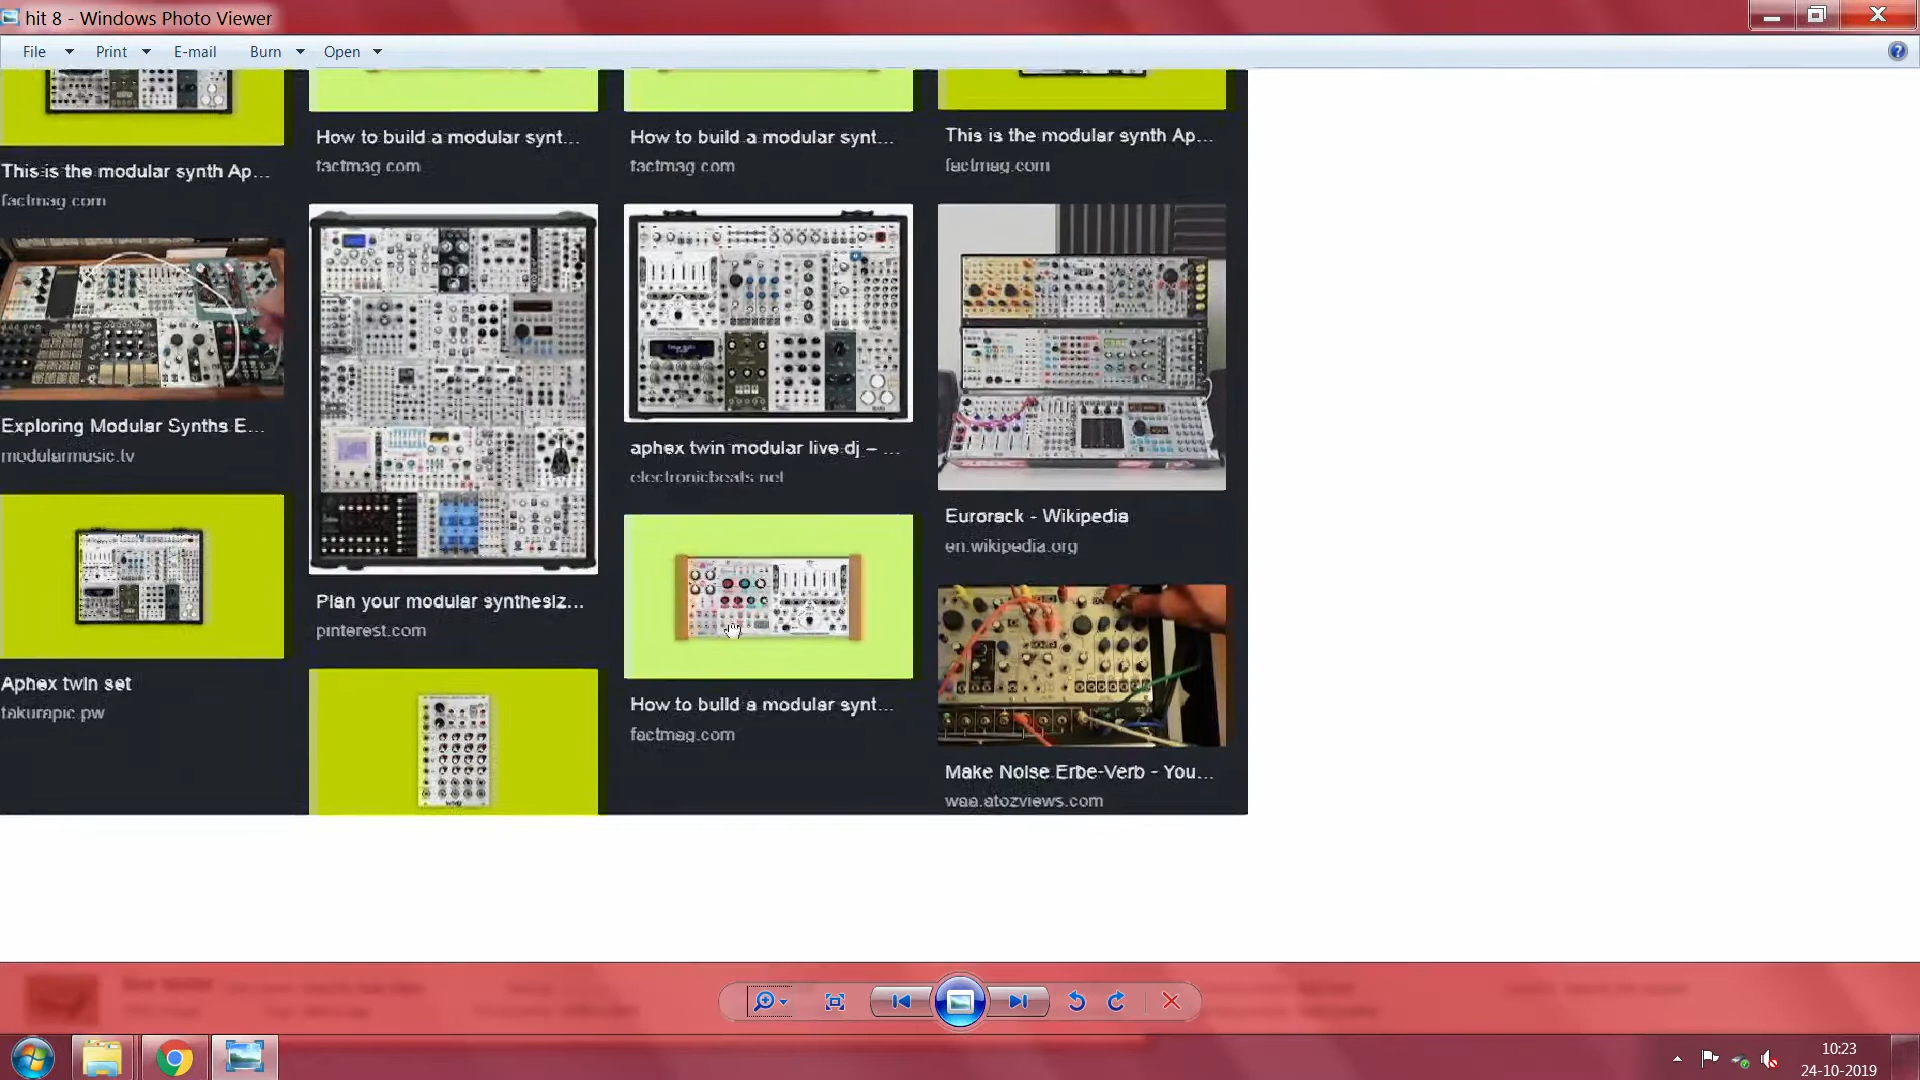 hit 8 - Windows Photo Viewer
File Print E-mail Burn Open
This is the modular synth Ap...
factmag.com
How to build a modular synt...
factmag.com
How to build a modular synt...
factmag.com
This is the modular synth Ap...
factmag.com
Exploring Modular Synths E...
modularmusic.tv
Aphex twin set
takurapic.pw
Plan your modular synthesiz...
pinterest.com
aphex twin modular live dj – ...
electronicbeats.net
How to build a modular synt...
factmag.com
Eurorack - Wikipedia
en.wikipedia.org
Make Noise Erbe-Verb - You...
waa.atozviews.com
10:23
24-10-2019